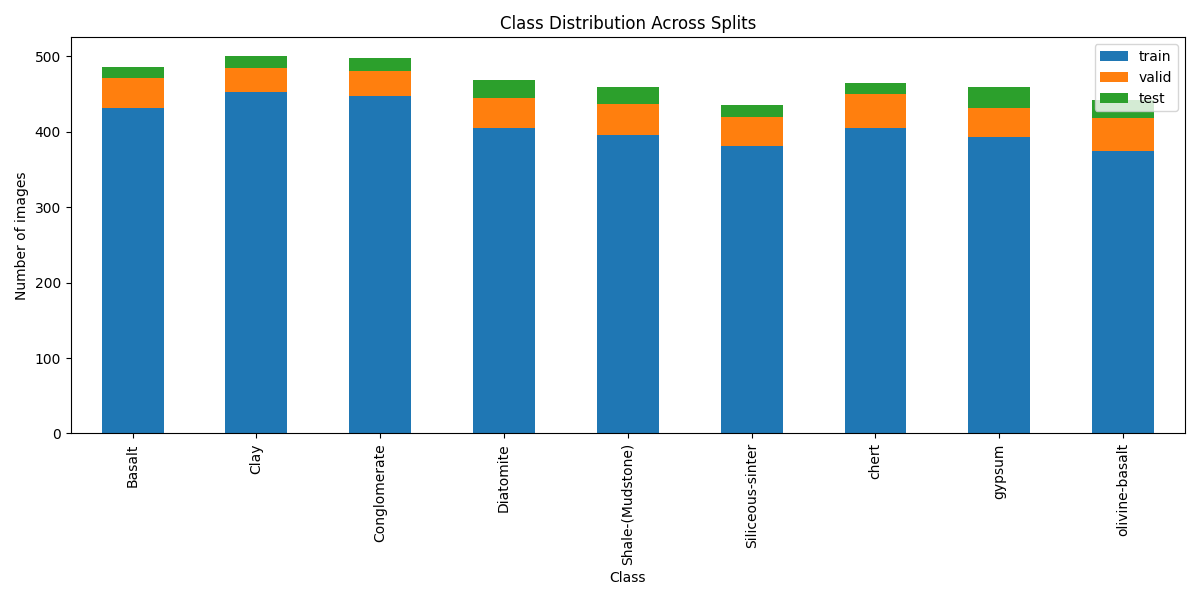 Class Distribution Across Splits
train
valid
test
Number of images
500
400
300
200
100
0
Basalt
Clay
Conglomerate
Diatomite
Shale-(Mudstone)
Siliceous-sinter
chert
gypsum
olivine-basalt
Class